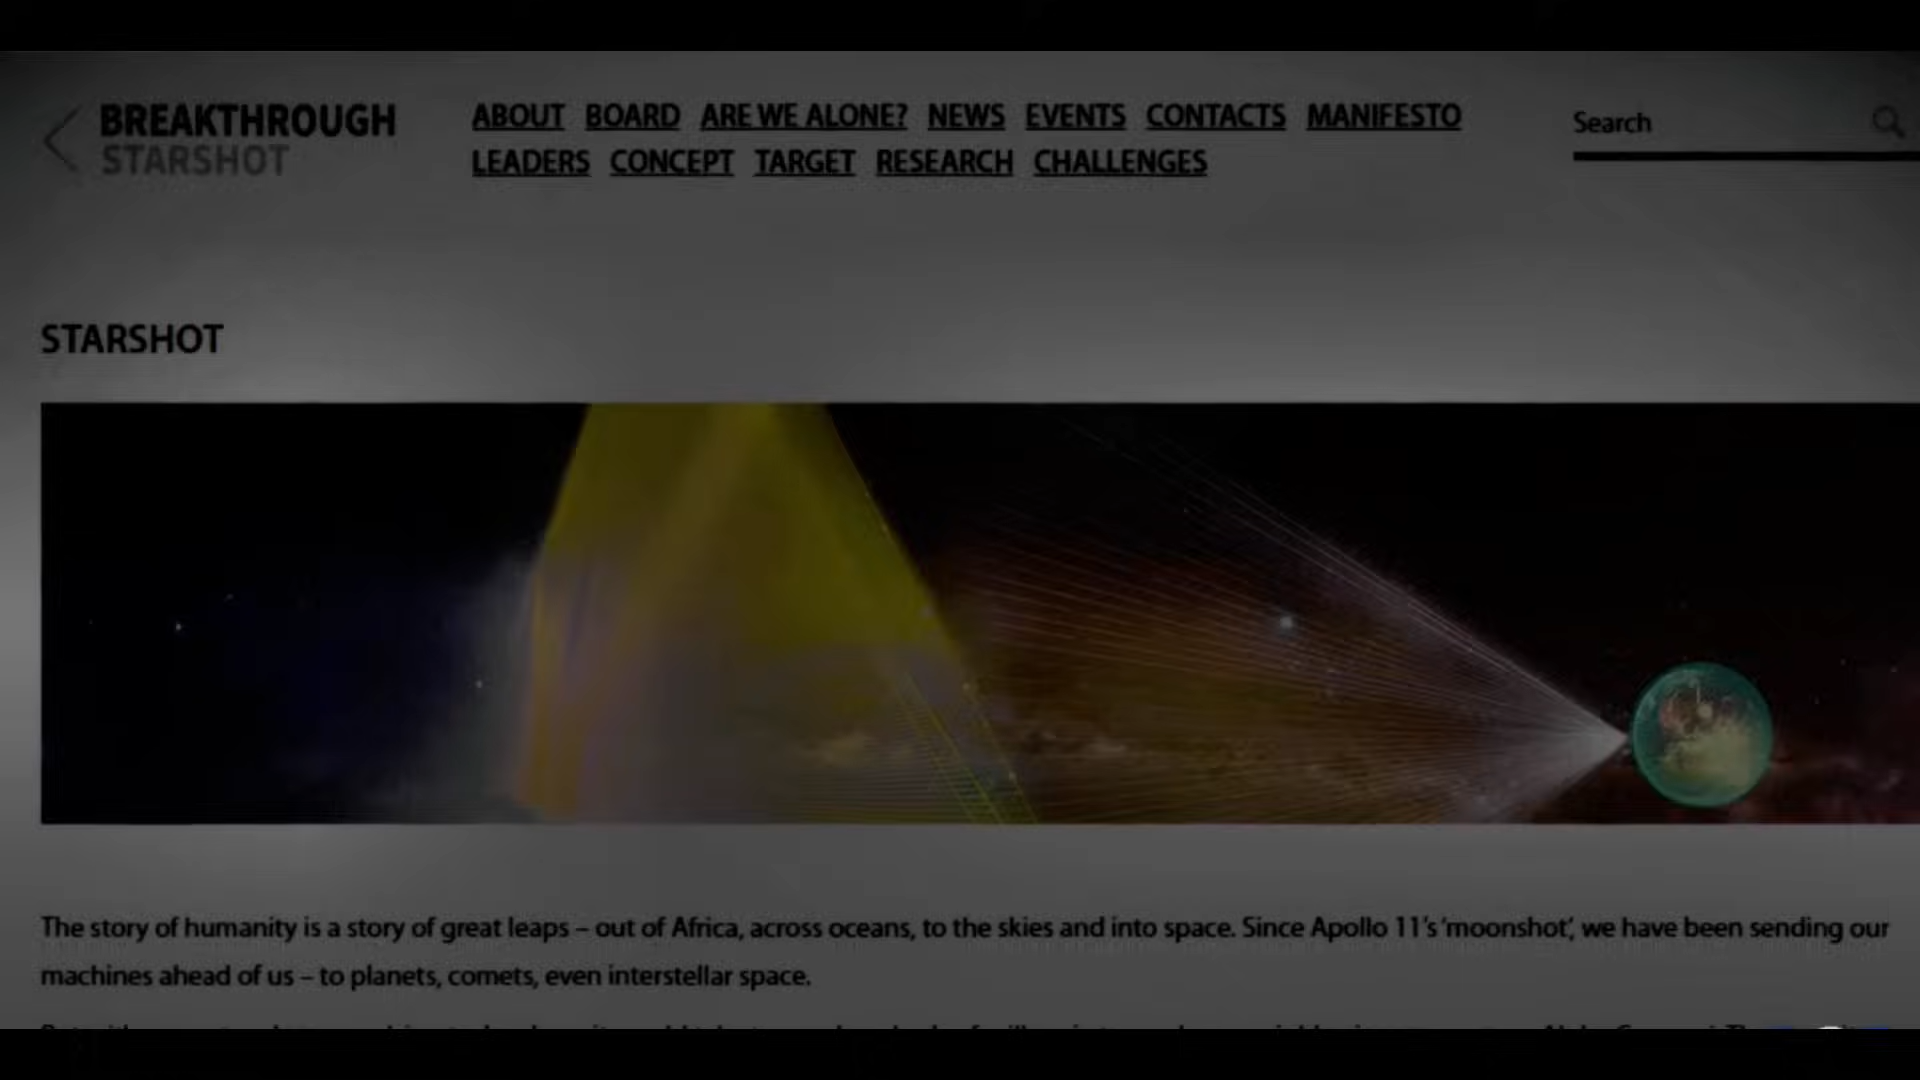 BREAKTHROUGH
STARSHOT
ABOUT BOARD ARE WE ALONE? NEWS EVENTS CONTACTS MANIFESTO
LEADERS CONCEPT TARGET RESEARCH CHALLENGES
Search
STARSHOT
The story of humanity is a story of great leaps – out of Africa, across oceans, to the skies and into space. Since Apollo 11's 'moonshot', we have been sending our
machines ahead of us – to planets, comets, even interstellar space.